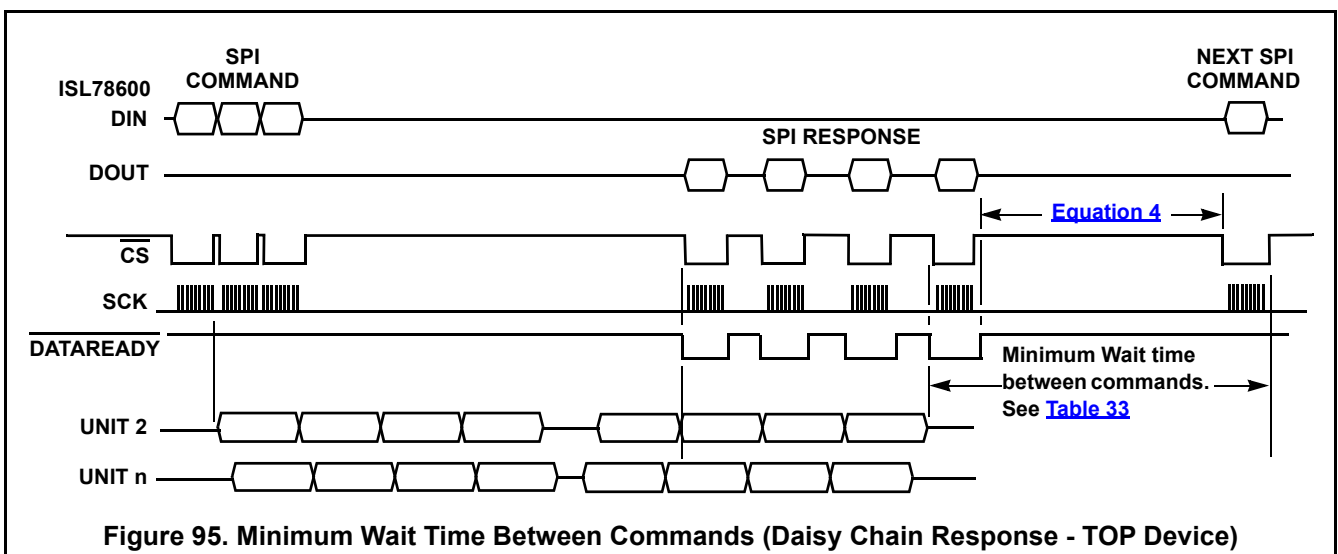 SPI
COMMAND
NEXT SPI
COMMAND
ISL78600
DIN
SPI RESPONSE
DOUT
Equation 4
CS
SCK
DATAREADY
Minimum Wait time
between commands.
See Table 33
UNIT 2
UNIT n
Figure 95. Minimum Wait Time Between Commands (Daisy Chain Response - TOP Device)